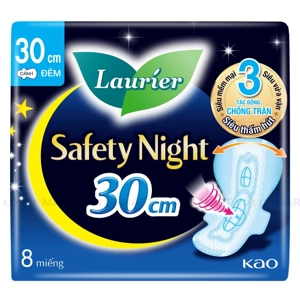 30 cm
CÁNH ĐÊM
Laurier
Siêu mềm mại
Siêu vừa vặn
3
TÁC ĐỘNG
CHỐNG TRÀN
Siêu thấm hút
Safety Night
30cm
8 miếng
Kao